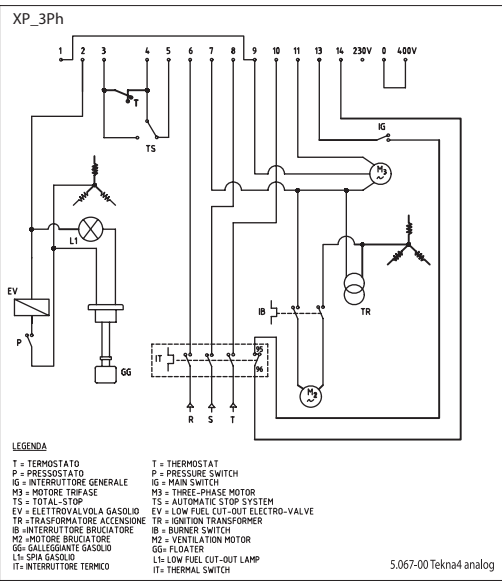 XP_3Ph
1 2 3 4 5 6 7 8 9 10 11 13 14 230V 0 400V
T
IG
TS
M3
~
L1
EV
IB
TR
P
IT
95
96
GG
M2
~
R S T
LEGENDA
T = TERMOSTATO
P = PRESSOSTATO
IG = INTERRUTTORE GENERALE
M3 = MOTORE TRIFASE
TS = TOTAL-STOP
EV = ELETTROVALVOLA GASOLIO
TR =TRASFORMATORE ACCENSIONE
IB =INTERRUTTORE BRUCIATORE
M2 =MOTORE BRUCIATORE
GG= GALLEGGIANTE GASOLIO
L1= SPIA GASOLIO
IT= INTERRUTTORE TERMICO
T = THERMOSTAT
P = PRESSURE SWITCH
IG = MAIN SWITCH
M3 = THREE-PHASE MOTOR
TS = AUTOMATIC STOP SYSTEM
EV = LOW FUEL CUT-OUT ELECTRO-VALVE
TR = IGNITION TRANSFORMER
IB = BURNER SWITCH
M2 = VENTILATION MOTOR
GG= FLOATER
L1= LOW FUEL CUT-OUT LAMP
IT= THERMAL SWITCH
5.067-00 Tekna4 analog